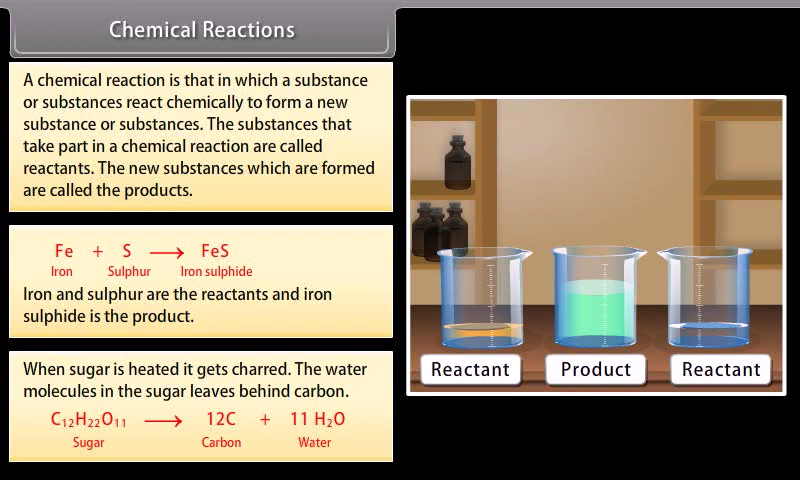 Chemical Reactions
A chemical reaction is that in which a substance
or substances react chemically to form a new
substance or substances. The substances that
take part in a chemical reaction are called
reactants. The new substances which are formed
are called the products.
Fe + S ⟶ FeS
Iron Sulphur Iron sulphide
Iron and sulphur are the reactants and iron
sulphide is the product.
When sugar is heated it gets charred. The water
molecules in the sugar leaves behind carbon.
C₁₂H₂₂O₁₁ ⟶ 12C + 11 H₂O
Sugar Carbon Water
Reactant Product Reactant